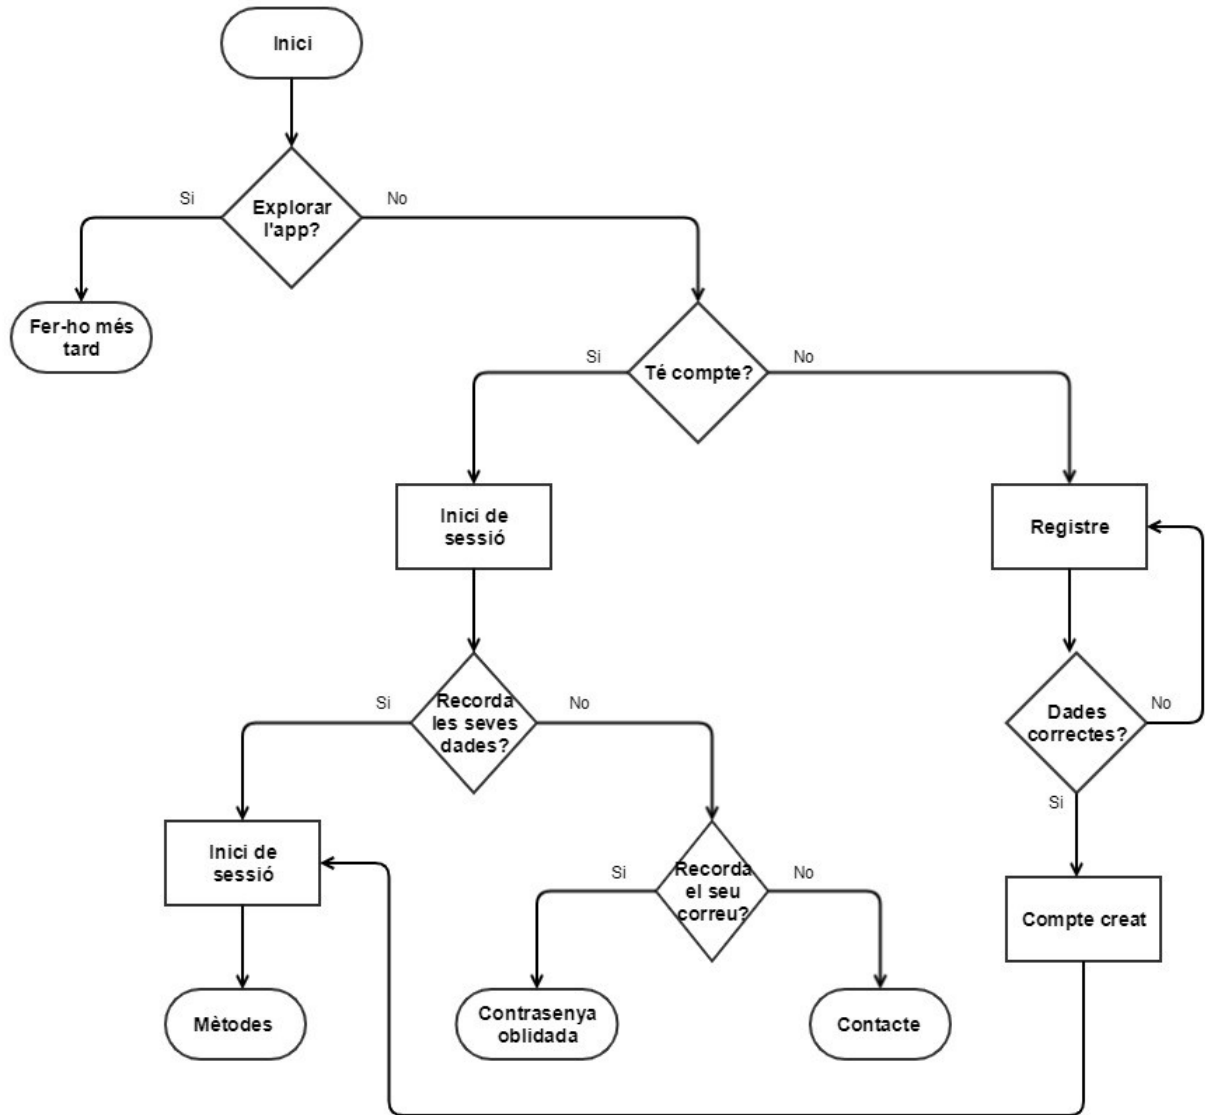 Inici
Si
No
Explorar
l'app?
Fer-ho més
tard
Si
No
Té compte?
Inici de
sessió
Registre
Si
No
Recorda
les seves
dades?
No
Dades
correctes?
Si
Inici de
sessió
Si
No
Recorda
el seu
correu?
Compte creat
Mètodes
Contrasenya
oblidada
Contacte